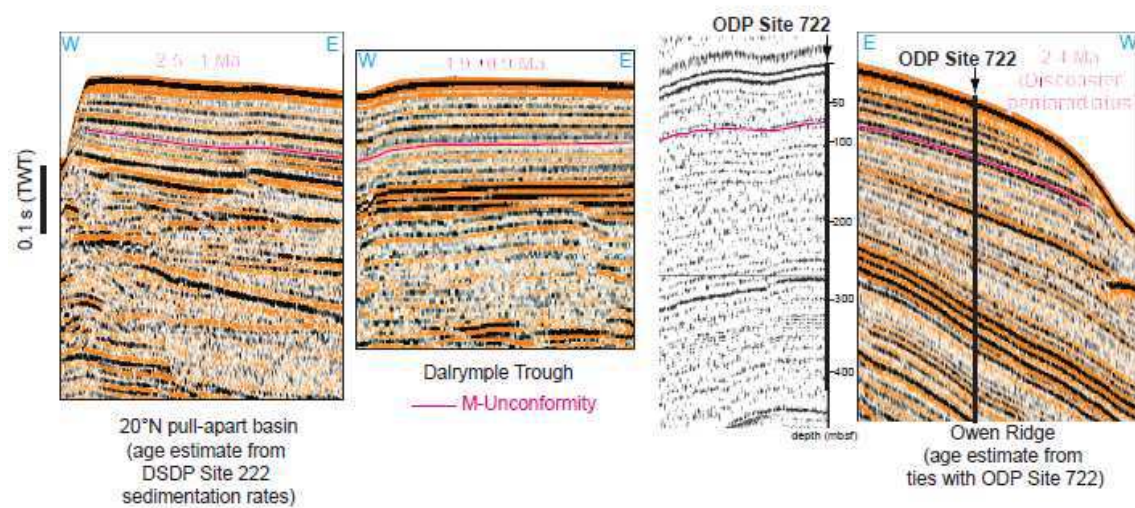 W
E
2.5 ± 1 Ma
W
E
ODP Site 722
E
W
ODP Site 722
2.4 Ma
(Discoaster
pentaradiatus)
0.1 s (TWT)
50
100
200
300
400
depth (mbsf)
Dalrymple Trough
M-Unconformity
20°N pull-apart basin
(age estimate from
DSDP Site 222
sedimentation rates)
Owen Ridge
(age estimate from
ties with ODP Site 722)